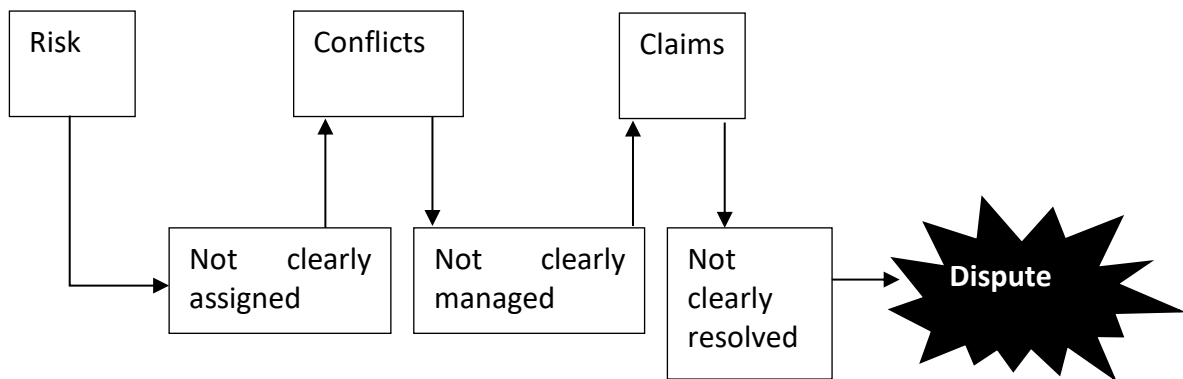 Risk
Conflicts
Claims
Not clearly
assigned
Not clearly
managed
Not
clearly
resolved
Dispute